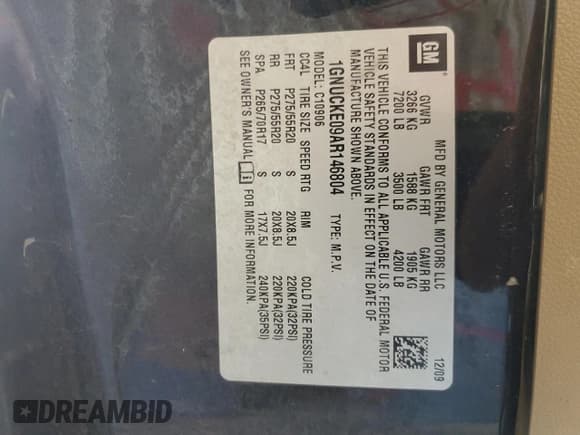 GM
MFD BY GENERAL MOTORS LLC 12/09
GVWR GAWR FRT GAWR RR
3266 KG 1588 KG 1905 KG
7200 LB 3500 LB 4200 LB
THIS VEHICLE CONFORMS TO ALL APPLICABLE U.S. FEDERAL MOTOR
VEHICLE SAFETY STANDARDS IN EFFECT ON THE DATE OF
MANUFACTURE SHOWN ABOVE.
1GNUCKE09AR146804 TYPE: M.P.V.
MODEL: C10906
CC4L TIRE SIZE SPEED RTG RIM COLD TIRE PRESSURE
FRT P275/55R20 S 20X8.5J 220KPA(32PSI)
RR P275/55R20 S 20X8.5J 220KPA(32PSI)
SPA P265/70R17 S 17X7.5J 240KPA(35PSI)
SEE OWNER'S MANUAL FOR MORE INFORMATION.
DREAMBID